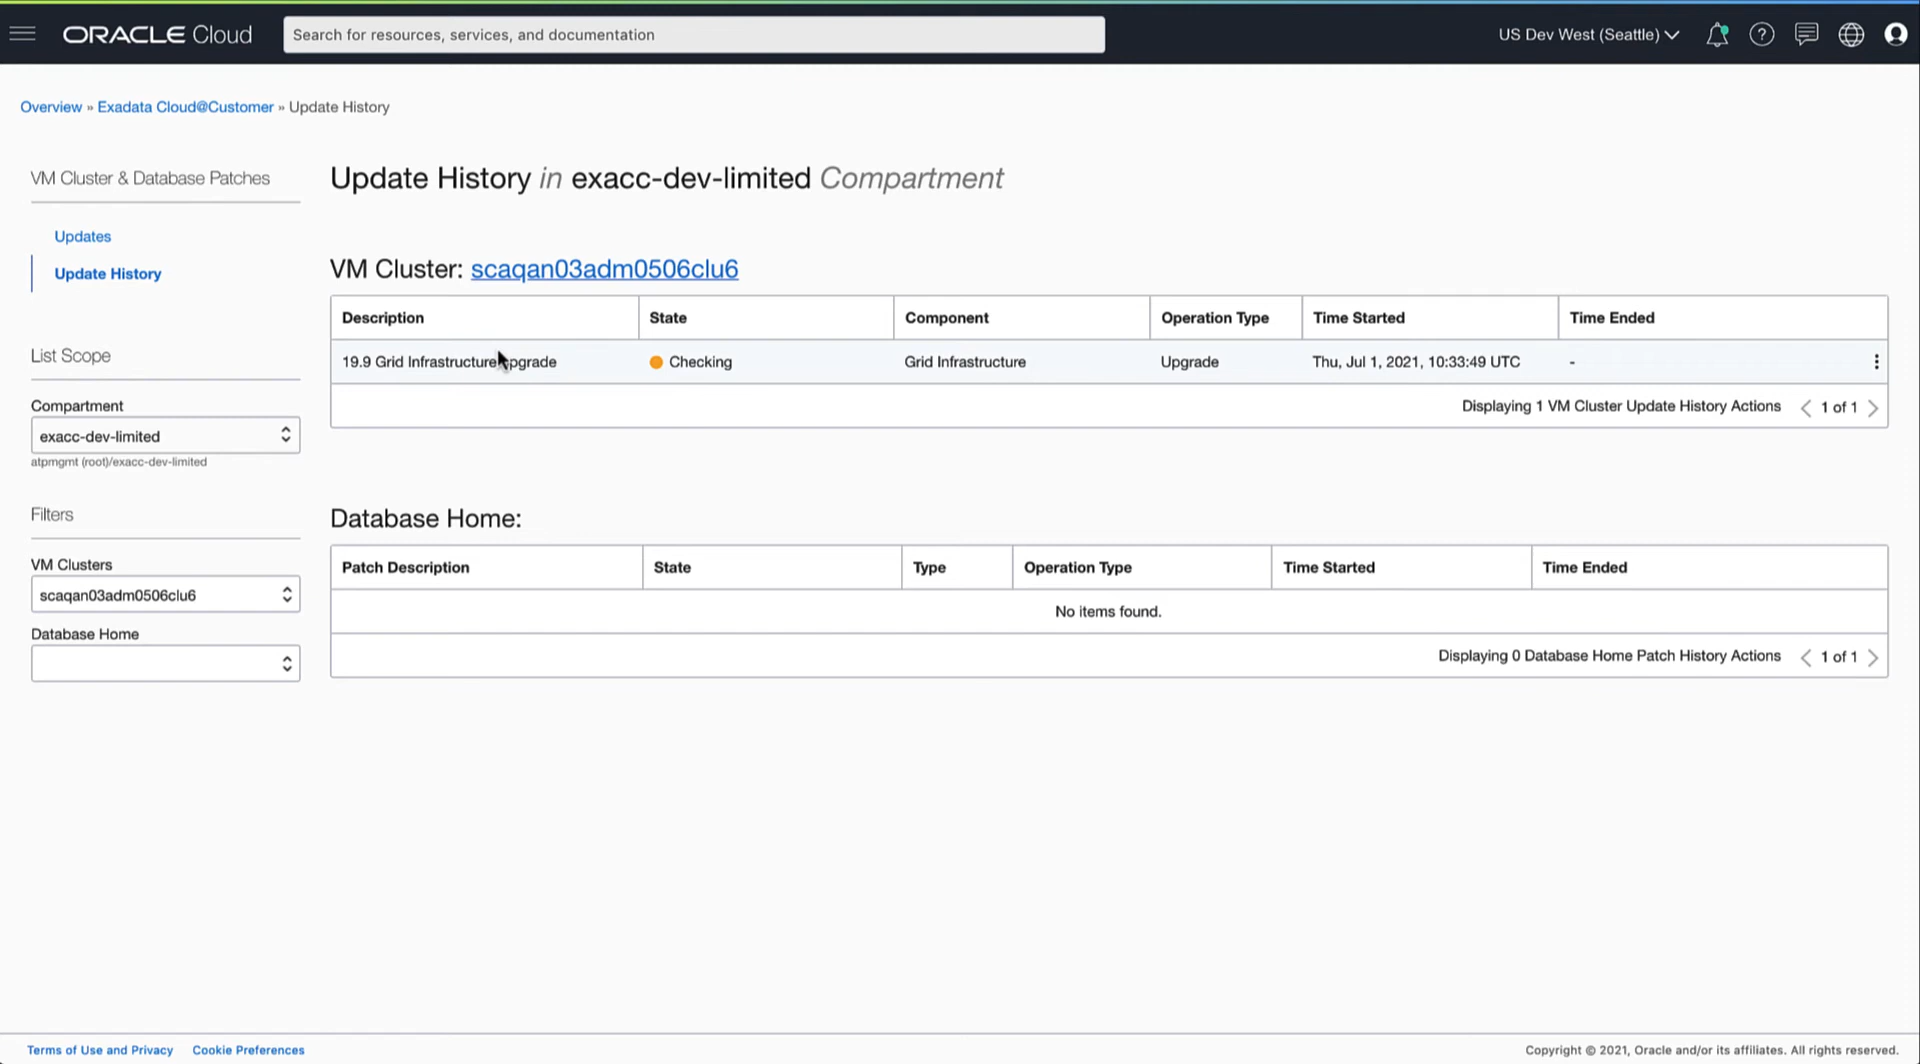 ORACLE Cloud
Search for resources, services, and documentation
US Dev West (Seattle)
Overview » Exadata Cloud@Customer » Update History
VM Cluster & Database Patches
Updates
Update History
List Scope
Compartment
exacc-dev-limited
atpmgmt (root)/exacc-dev-limited
Filters
VM Clusters
scaqan03adm0506clu6
Database Home
Update History in exacc-dev-limited Compartment
VM Cluster: scaqan03adm0506clu6
Description State Component Operation Type Time Started Time Ended
19.9 Grid Infrastructure pgrade Checking Grid Infrastructure Upgrade Thu, Jul 1, 2021, 10:33:49 UTC -
Displaying 1 VM Cluster Update History Actions < 1 of 1 >
Database Home:
Patch Description State Type Operation Type Time Started Time Ended
No items found.
Displaying 0 Database Home Patch History Actions < 1 of 1 >
Terms of Use and Privacy Cookie Preferences
Copyright © 2021, Oracle and/or its affiliates. All rights reserved.